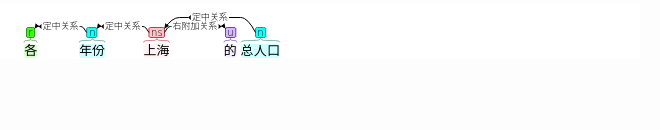 定中关系
定中关系 定中关系 右附加关系
r n ns u n
各 年份 上海 的 总人口